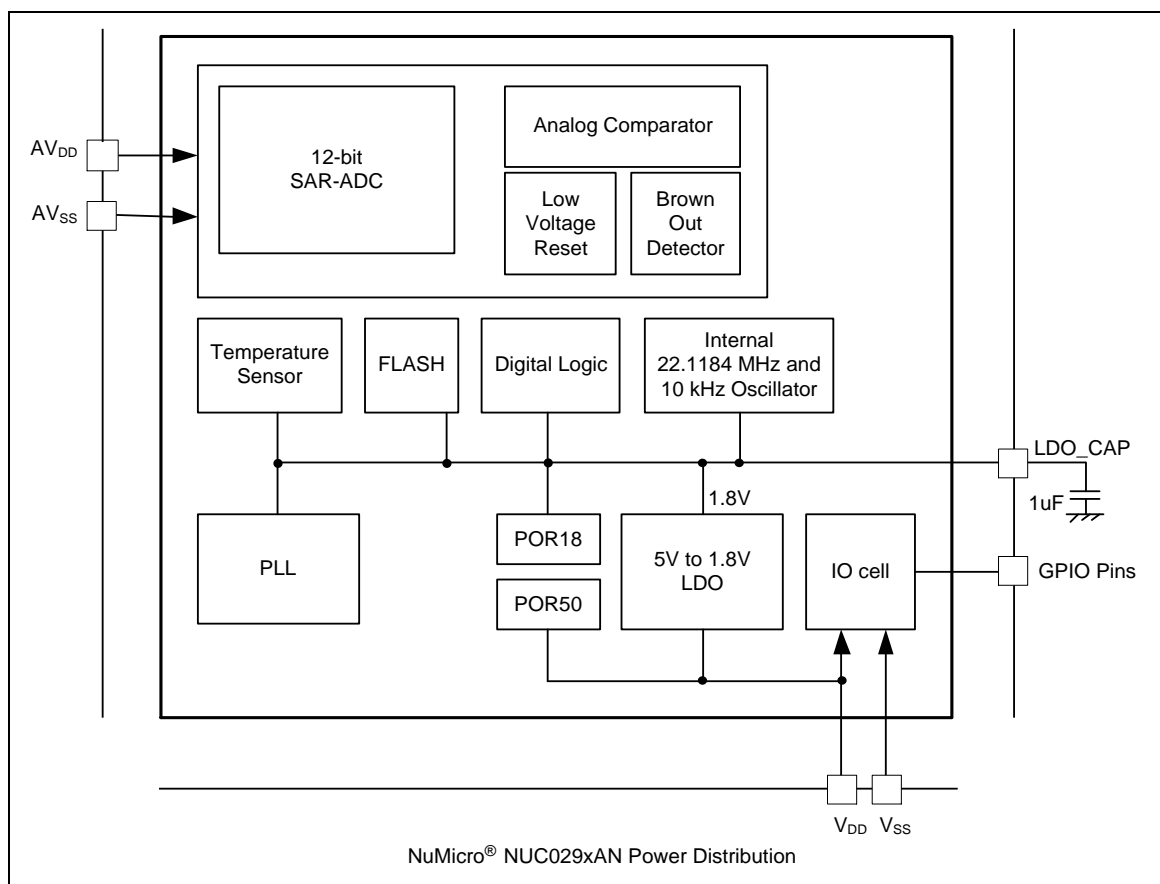 AVDD
AVSS
12-bit
SAR-ADC
Analog Comparator
Low
Voltage
Reset
Brown
Out
Detector
Temperature
Sensor
FLASH
Digital Logic
Internal
22.1184 MHz and
10 kHz Oscillator
LDO_CAP
1uF
1.8V
PLL
POR18
POR50
5V to 1.8V
LDO
IO cell
GPIO Pins
VDD
VSS
NuMicro® NUC029xAN Power Distribution